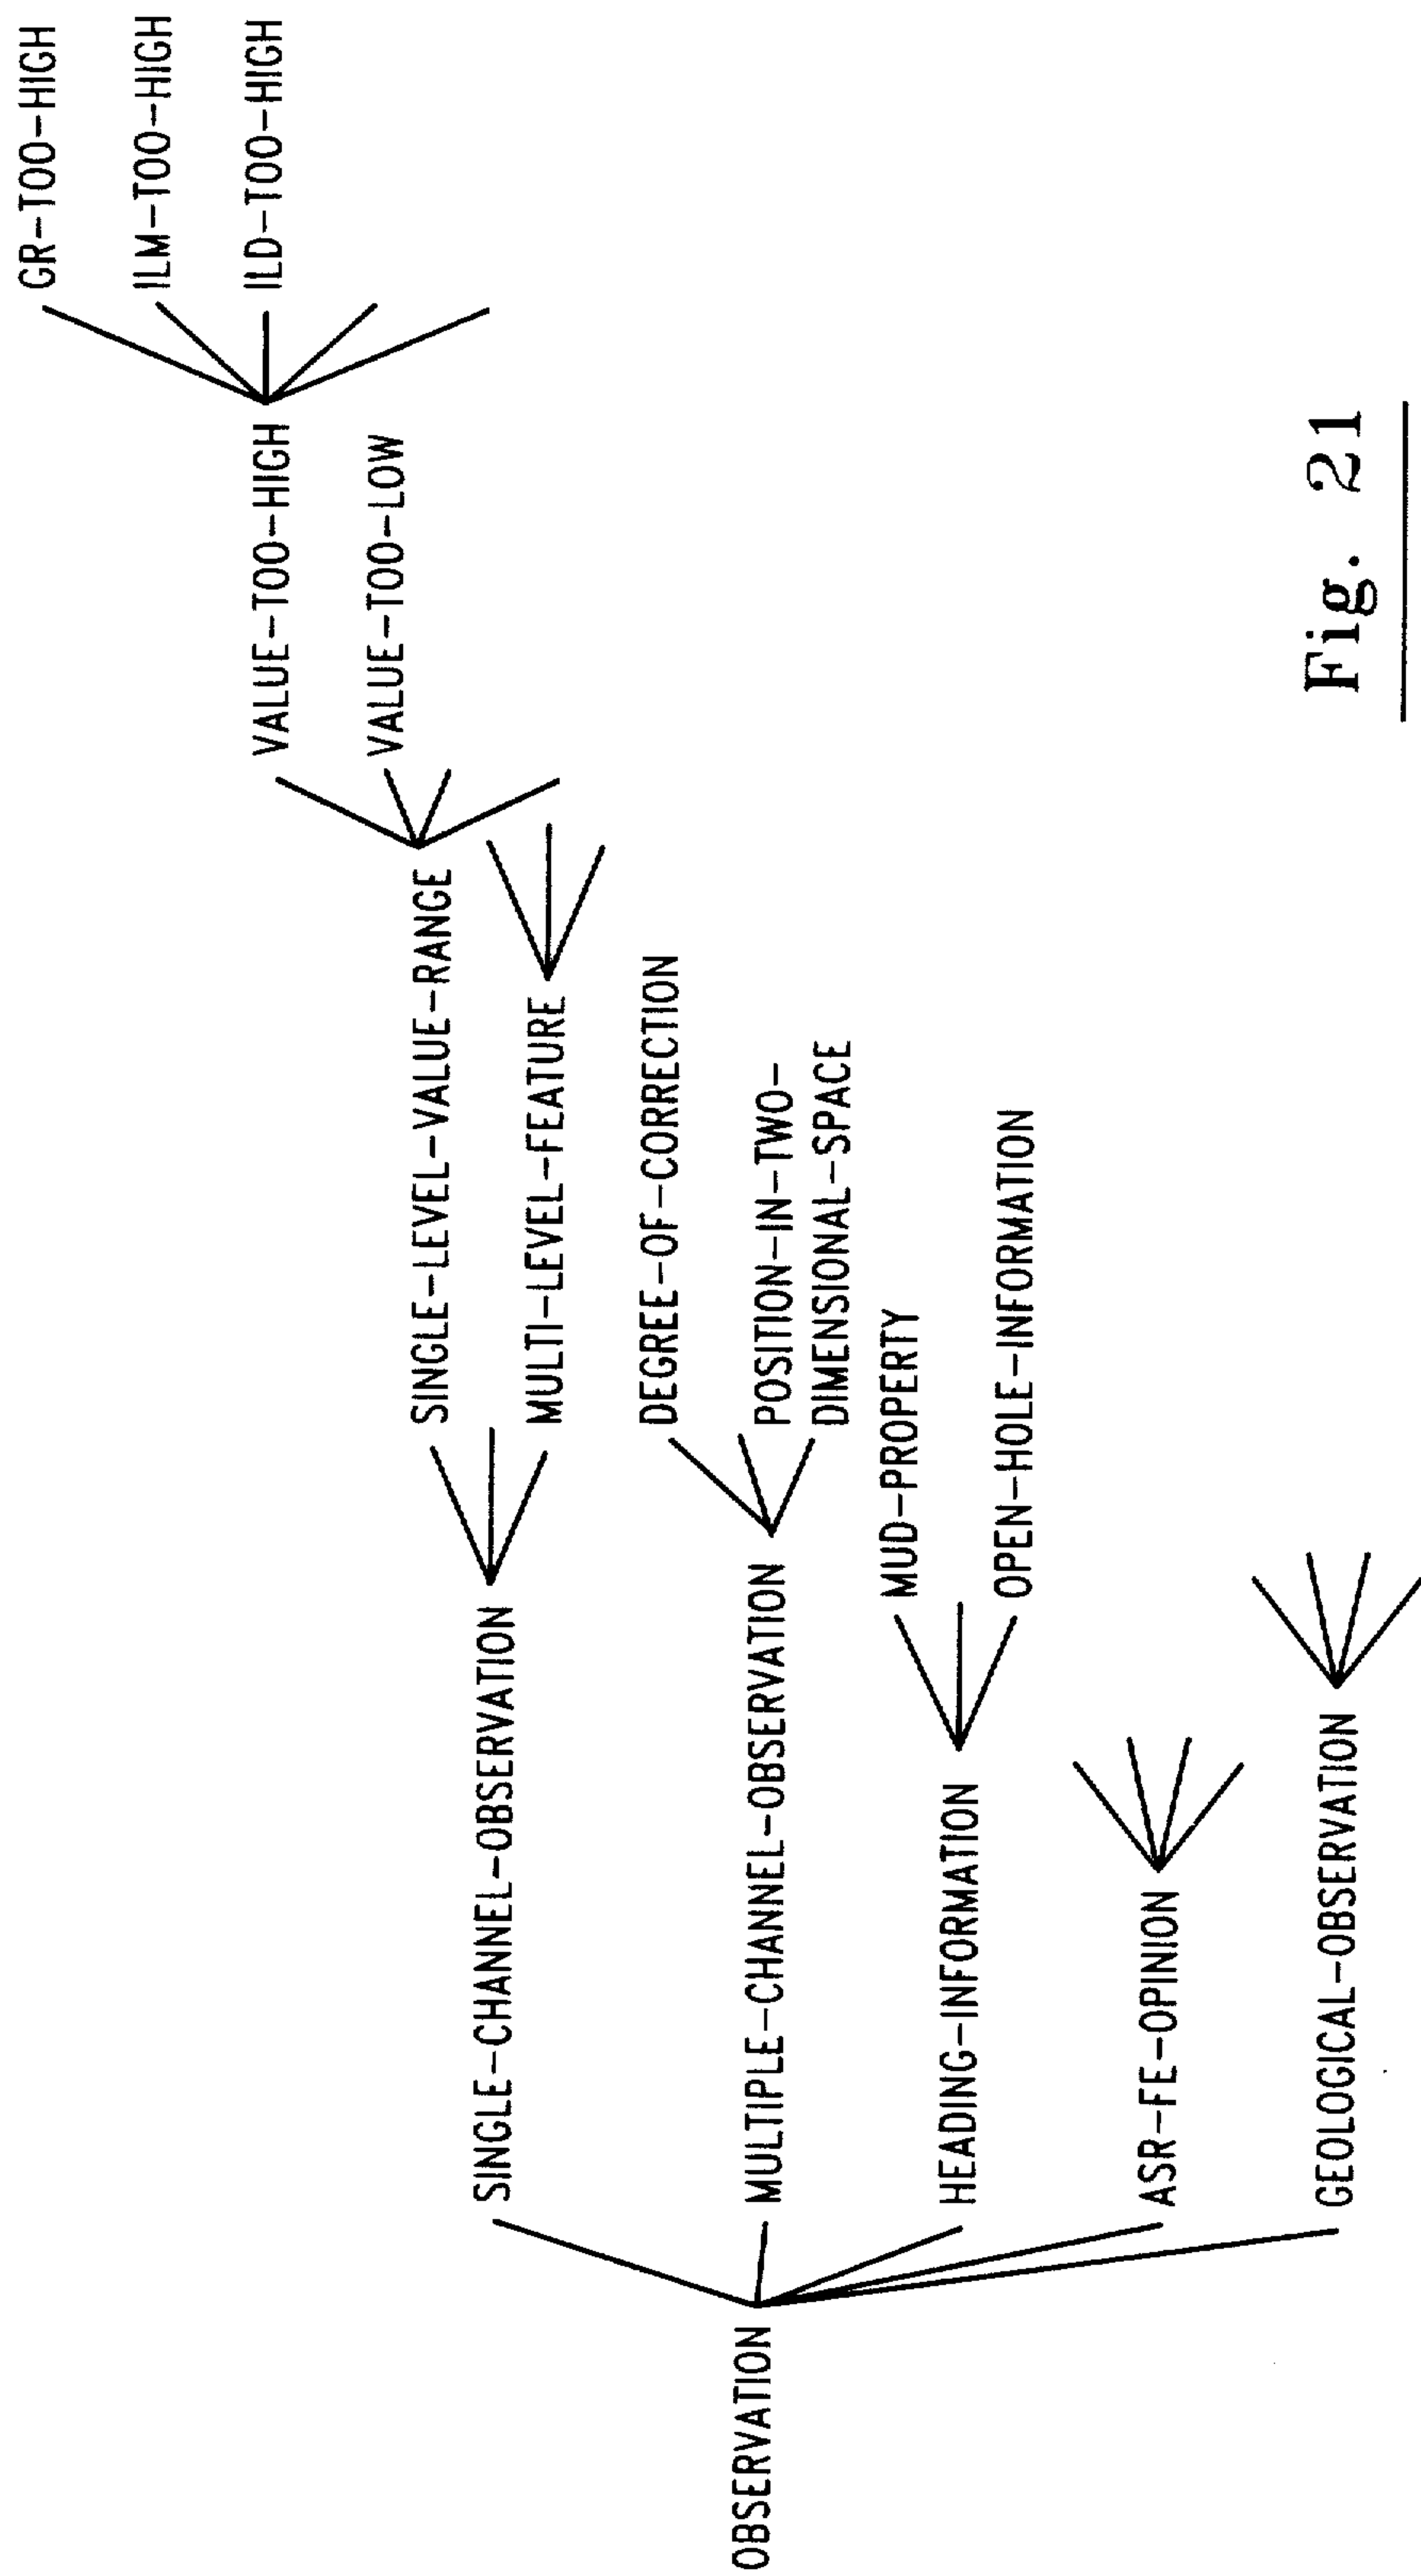 OBSERVATION
SINGLE-CHANNEL-OBSERVATION
SINGLE-LEVEL-VALUE-RANGE
VALUE-TOO-HIGH
GR-TOO-HIGH
ILM-TOO-HIGH
ILD-TOO-HIGH
VALUE-TOO-LOW
MULTI-LEVEL-FEATURE
MULTIPLE-CHANNEL-OBSERVATION
DEGREE-OF-CORRECTION
POSITION-IN-TWO-
DIMENSIONAL-SPACE
HEADING-INFORMATION
MUD-PROPERTY
OPEN-HOLE-INFORMATION
ASR-FE-OPINION
GEOLOGICAL-OBSERVATION
Fig. 21